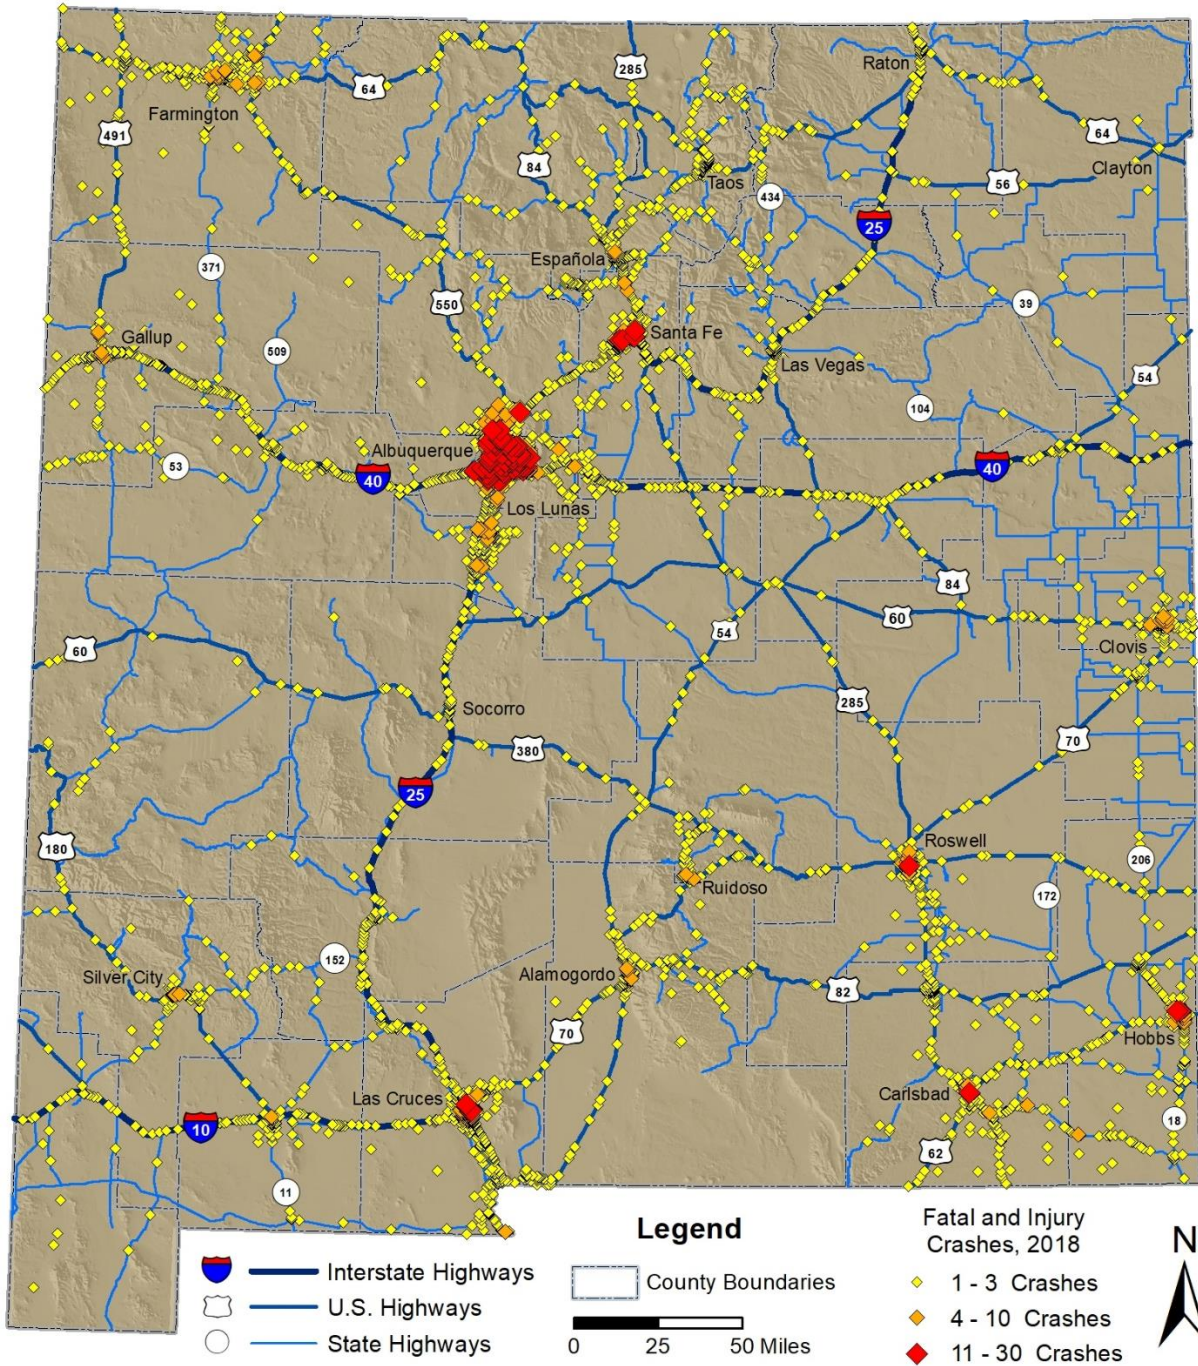 Raton
285
64
Farmington
491
64
84
Taos
Clayton
56
434
25
Española
371
550
39
Gallup
Santa Fe
509
Las Vegas
54
104
Albuquerque
53
40
40
Los Lunas
84
60
54
Clovis
60
285
Socorro
70
380
25
180
Roswell
206
Ruidoso
172
152
Silver City
Alamogordo
82
70
Hobbs
Las Cruces
Carlsbad
10
18
62
11
Legend
Interstate Highways
U.S. Highways
State Highways
County Boundaries
0 25 50 Miles
Fatal and Injury
Crashes, 2018
1 - 3 Crashes
4 - 10 Crashes
11 - 30 Crashes
N